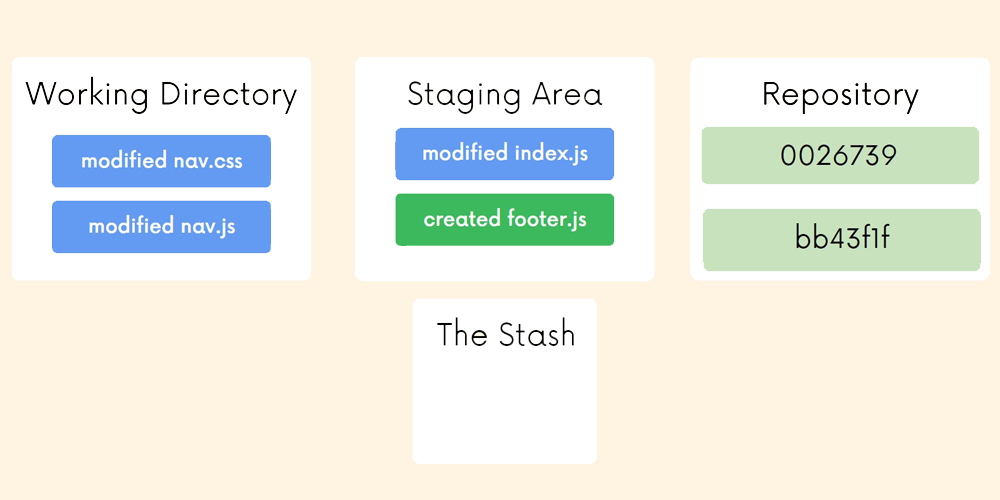 Working Directory
modified nav.css
modified nav.js
Staging Area
modified index.js
created footer.js
Repository
0026739
bb43f1f
The Stash